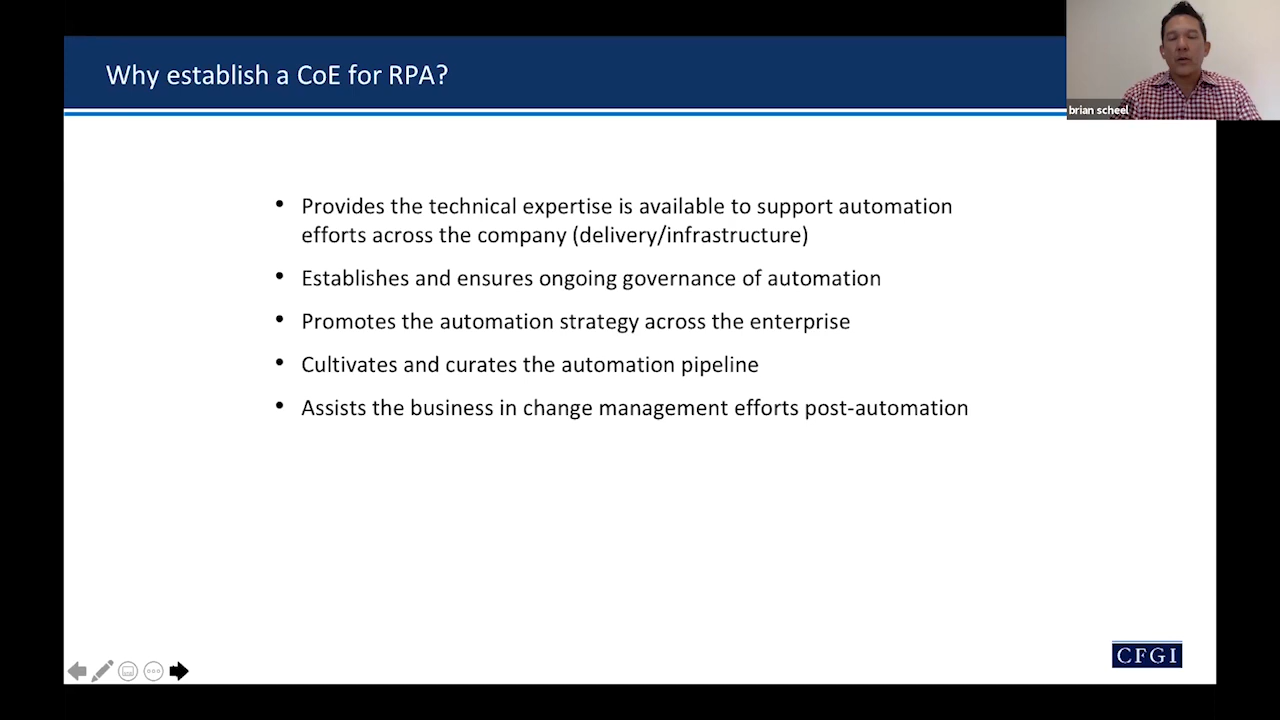 Why establish a CoE for RPA?
brian scheel
• Provides the technical expertise is available to support automation
efforts across the company (delivery/infrastructure)
• Establishes and ensures ongoing governance of automation
• Promotes the automation strategy across the enterprise
• Cultivates and curates the automation pipeline
• Assists the business in change management efforts post-automation
CFGI